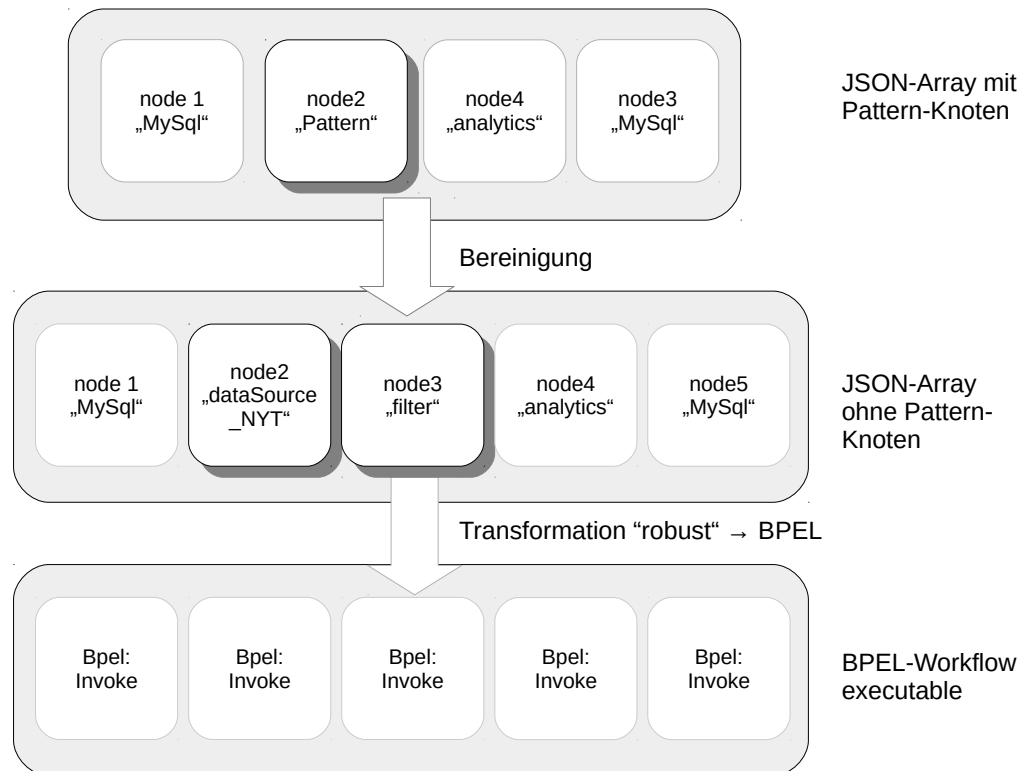 node 1
„MySql“
node2
„Pattern“
node4
„analytics“
node3
„MySql“
JSON-Array mit
Pattern-Knoten
Bereinigung
node 1
„MySql“
node2
„dataSource
_NYT“
node3
„filter“
node4
„analytics“
node5
„MySql“
JSON-Array
ohne Pattern-
Knoten
Transformation “robust“ → BPEL
Bpel:
Invoke
Bpel:
Invoke
Bpel:
Invoke
Bpel:
Invoke
Bpel:
Invoke
BPEL-Workflow
executable